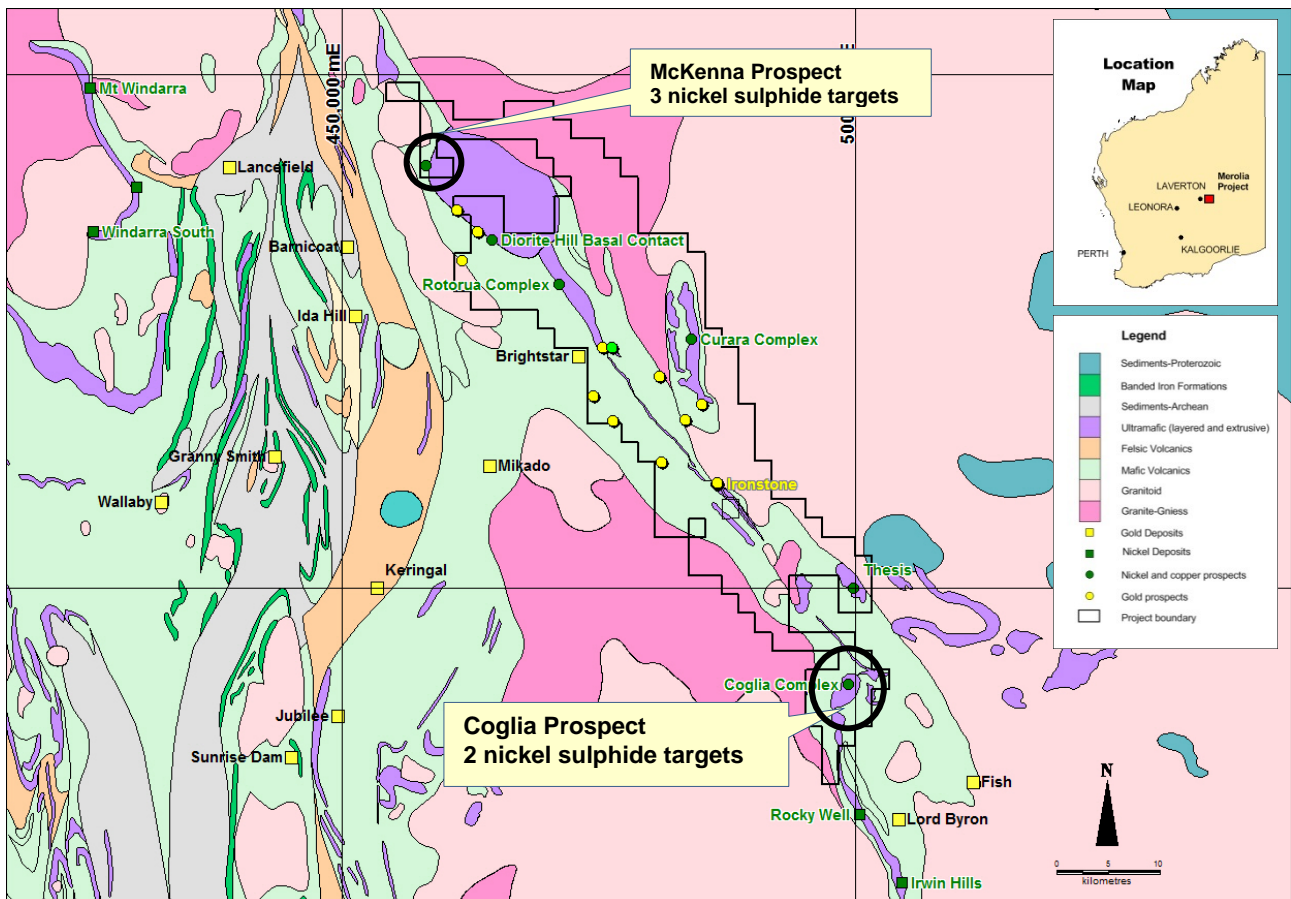 McKenna Prospect
3 nickel sulphide targets
450,000 mE
500
E
Mt Windarra
Lancefield
Windarra South
Barnicoat
Diorite Hill Basal Contact
Rotorua Complex
Ida Hill
Curara Complex
Brightstar
Granny Smith
Mikado
Ironstone
Wallaby
Keringal
Thesis
Coglia Complex
Coglia Prospect
2 nickel sulphide targets
Jubilee
Sunrise Dam
Fish
Rocky Well
Lord Byron
Irwin Hills
N
0 5 10
kilometres
Location
Map
Merolia
Project
LAVERTON
LEONORA
PERTH
KALGOORLIE
Legend
Sediments-Proterozoic
Banded Iron Formations
Sediments-Archean
Ultramafic (layered and extrusive)
Felsic Volcanics
Mafic Volcanics
Granitoid
Granite-Gniess
Gold Deposits
Nickel Deposits
Nickel and copper prospects
Gold prospects
Project boundary